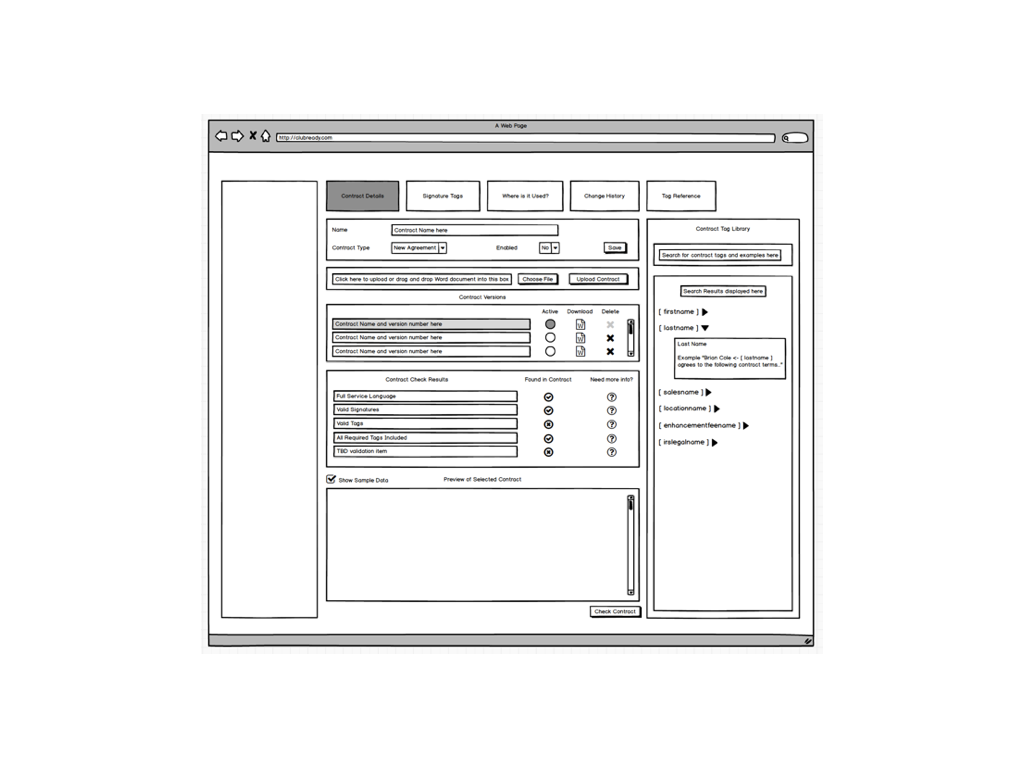 A Web Page
http://clubready.com
Contract Details
Signature Tags
Where is it Used?
Change History
Tag Reference
Name
Contract Name here
Contract Type
New Agreement
Enabled
No
Save
Click here to upload or drag and drop Word document into this box
Choose File
Upload Contract
Contract Versions
Active
Download
Delete
Contract Name and version number here
Contract Name and version number here
Contract Name and version number here
Contract Check Results
Found in Contract
Need more info?
Full Service Language
Valid Signatures
Valid Tags
All Required Tags Included
TBD validation item
Show Sample Data
Preview of Selected Contract
Check Contract
Contract Tag Library
Search for contract tags and examples here
Search Results displayed here
[ firstname ]
[ lastname ]
Last Name
Example "Brian Cole <- [ lastname ]
agrees to the following contract terms.."
[ salesname ]
[ locationname ]
[ enhancementfeename ]
[ irslegalname ]